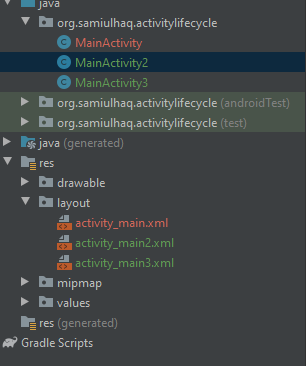 java
org.samiulhaq.activitylifecycle
MainActivity
MainActivity2
MainActivity3
org.samiulhaq.activitylifecycle (androidTest)
org.samiulhaq.activitylifecycle (test)
java (generated)
res
drawable
layout
activity_main.xml
activity_main2.xml
activity_main3.xml
mipmap
values
res (generated)
Gradle Scripts